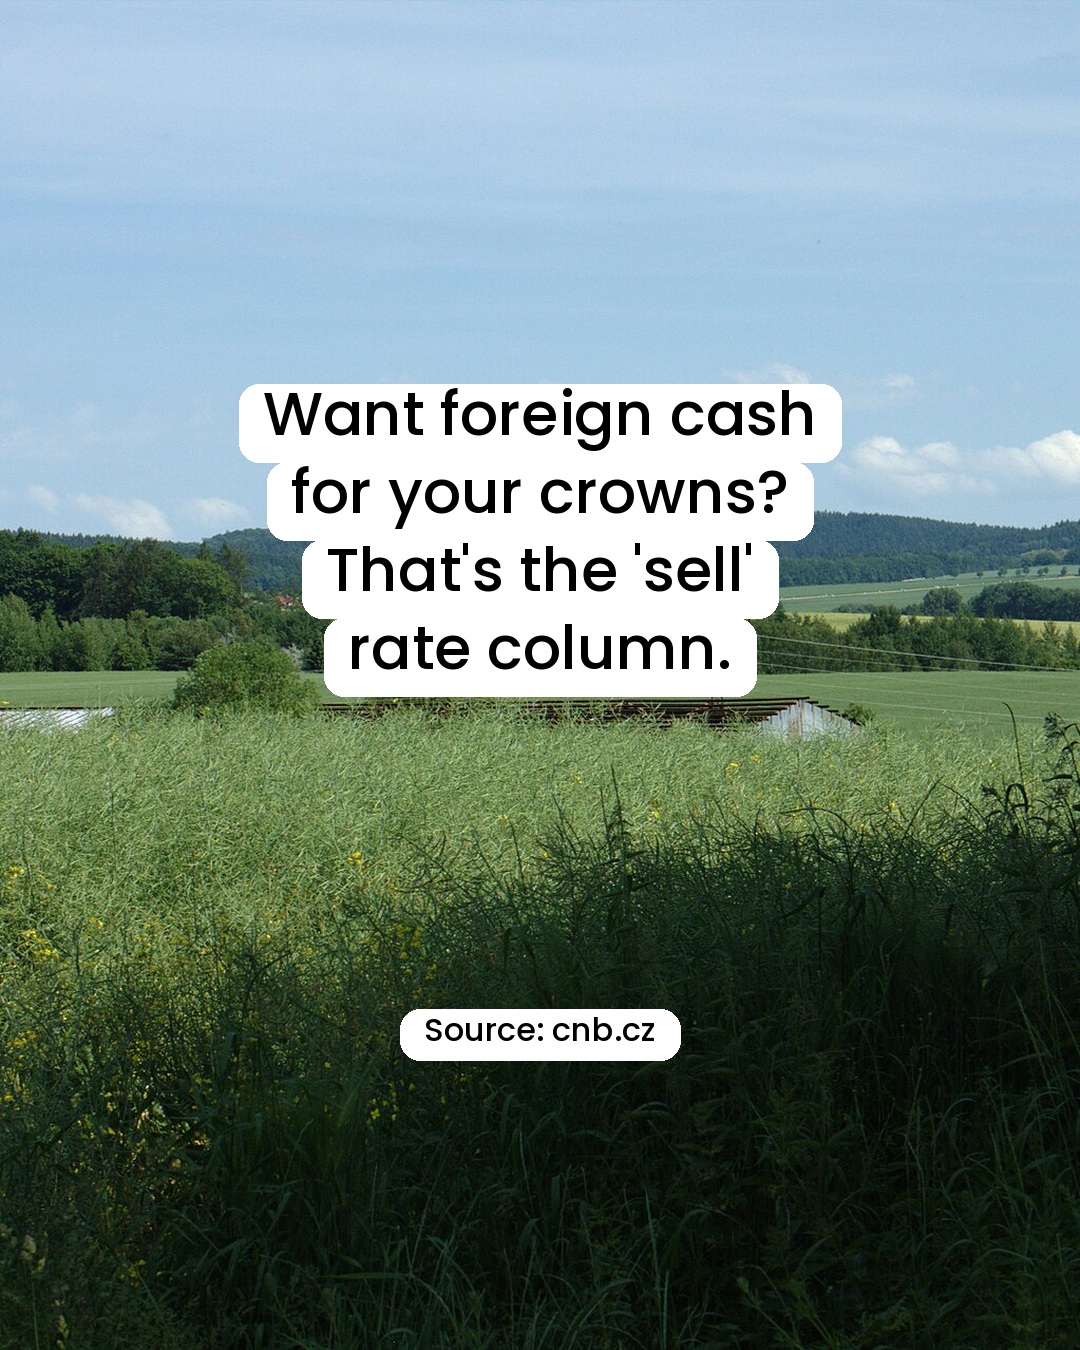 Want foreign cash
for your crowns?
That's the 'sell'
rate column.
Source: cnb.cz